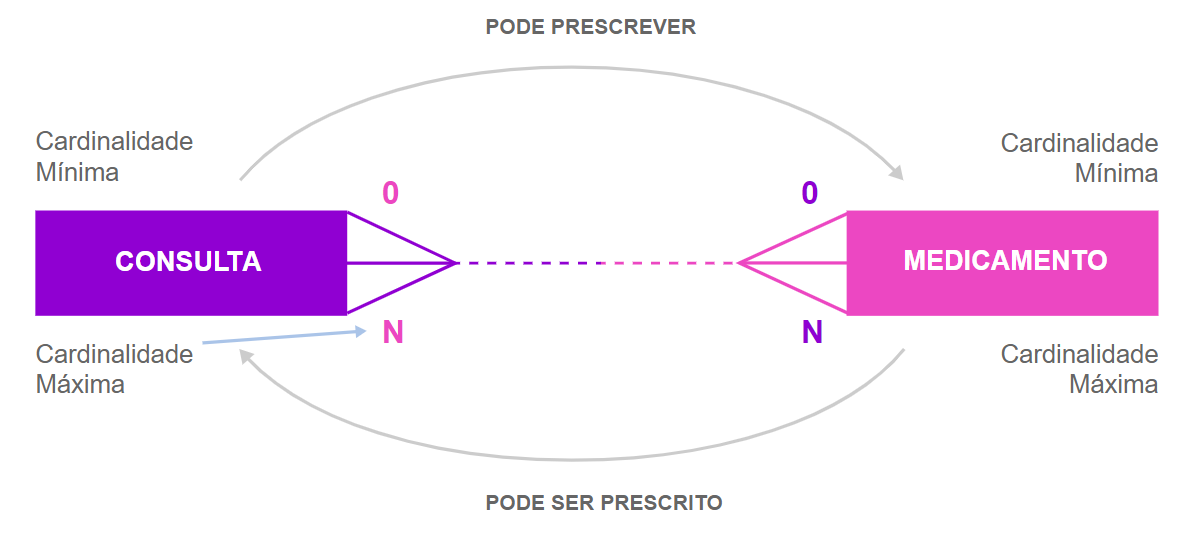 PODE PRESCREVER
Cardinalidade
Mínima
Cardinalidade
Mínima
0
0
CONSULTA
MEDICAMENTO
N
N
Cardinalidade
Máxima
Cardinalidade
Máxima
PODE SER PRESCRITO